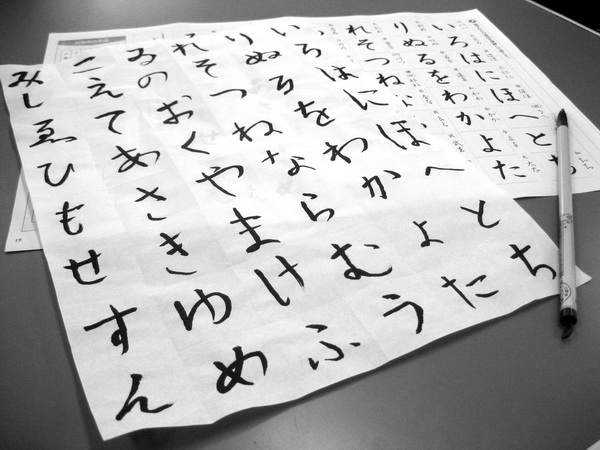 いろはにほへとち
りぬるをわかよた
れそつねならむう
ゐのおくやまけふ
こえてあさきゆめ
みしゑひもせすん
いろはにほへとち
りぬるをわかよた
れそつね